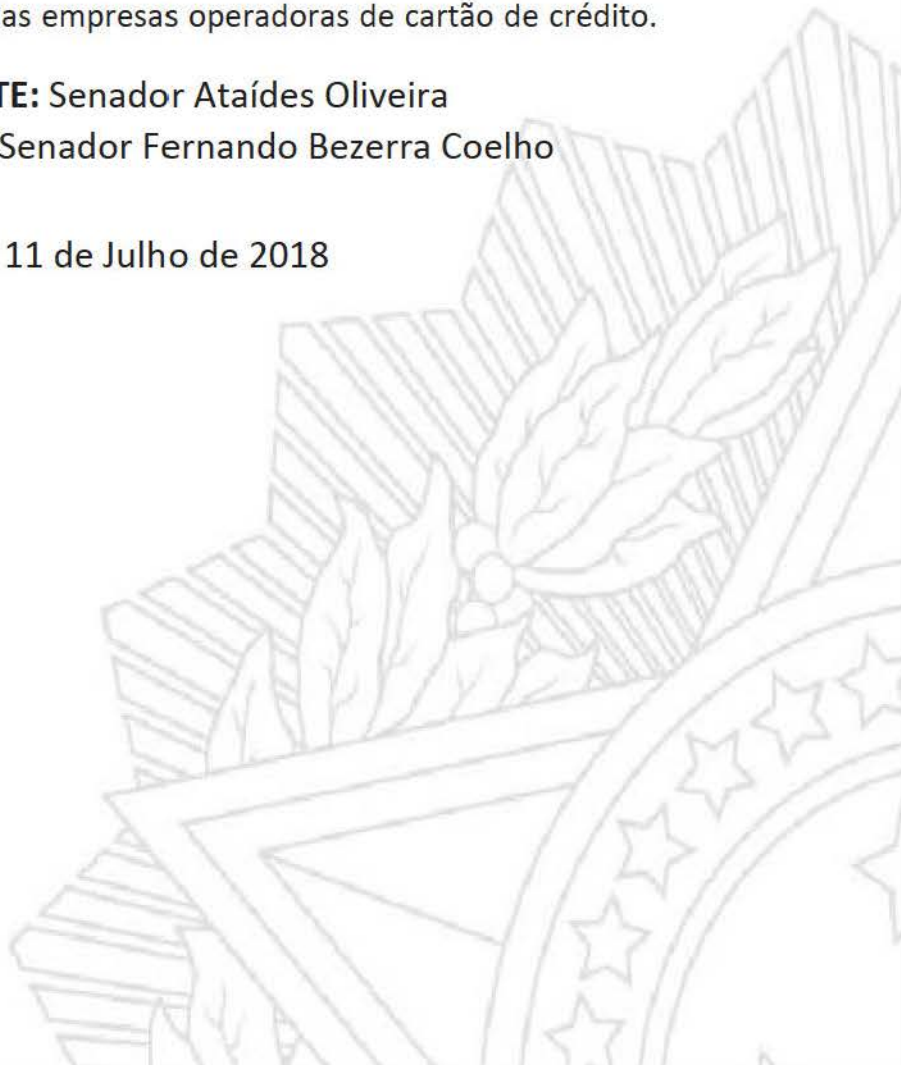 as empresas operadoras de cartão de crédito.
TE: Senador Ataídes Oliveira
Senador Fernando Bezerra Coelho
11 de Julho de 2018